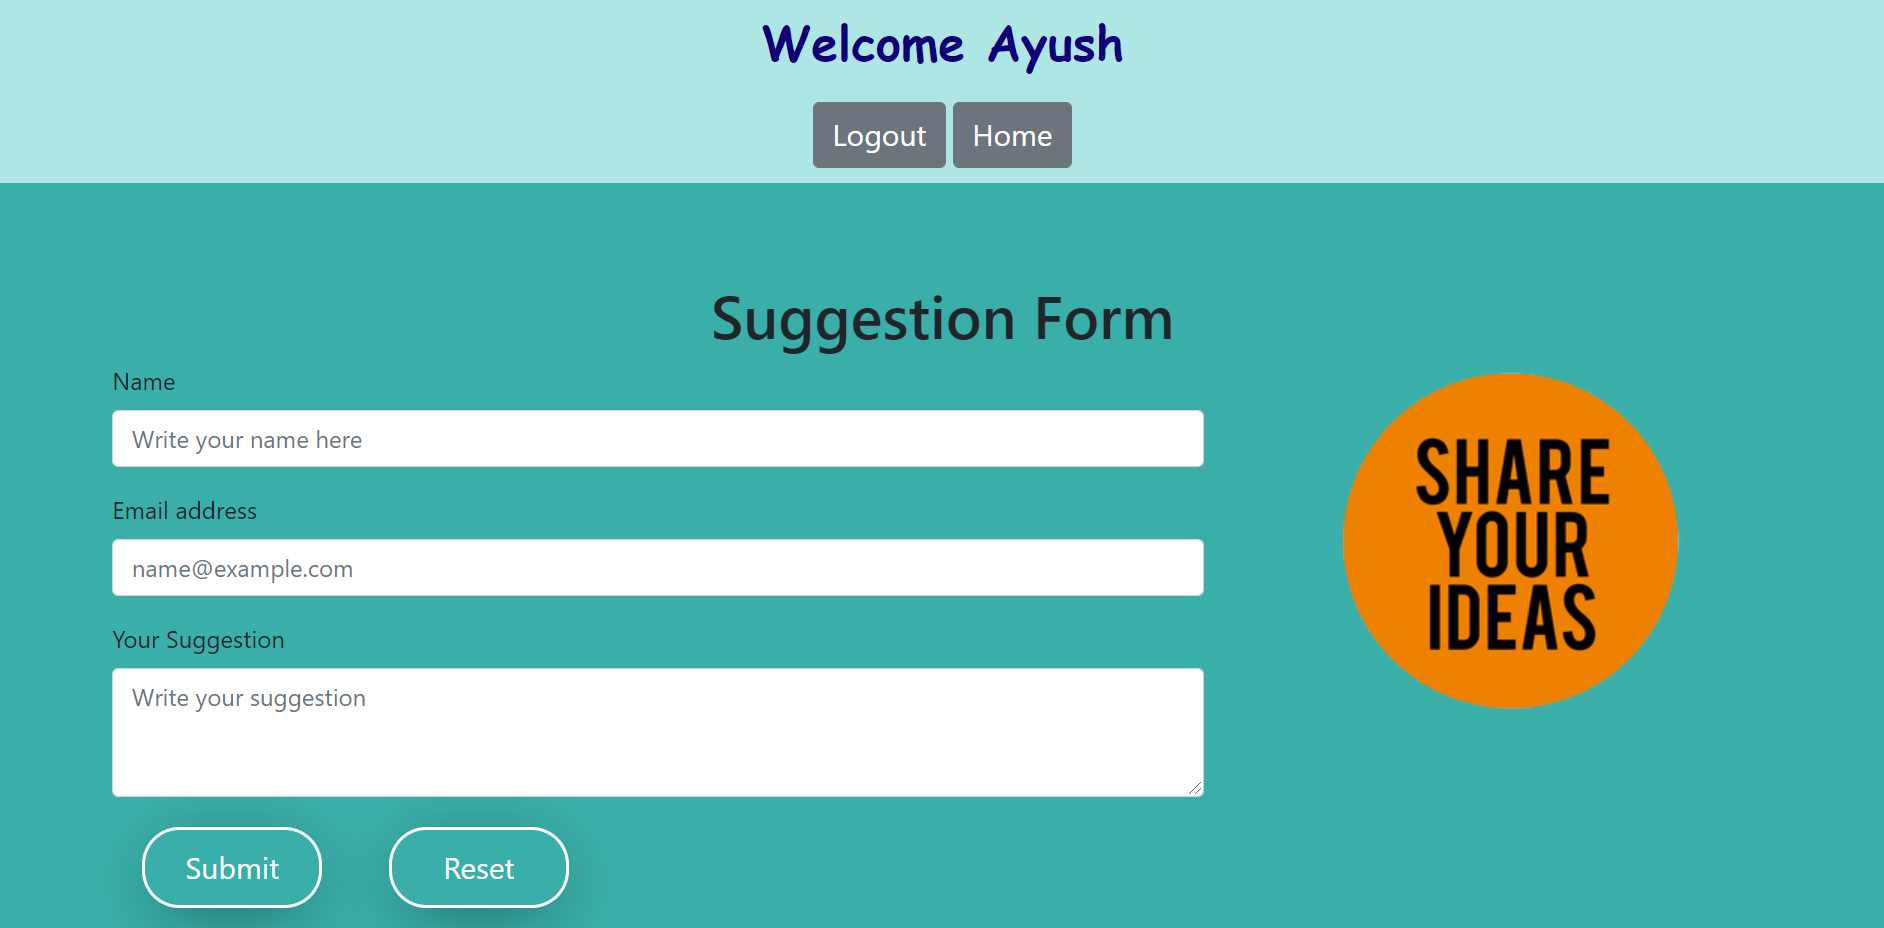 Welcome Ayush
Logout Home
Suggestion Form
Name
Write your name here
Email address
name@example.com
Your Suggestion
Write your suggestion
Submit Reset
SHARE
YOUR
IDEAS